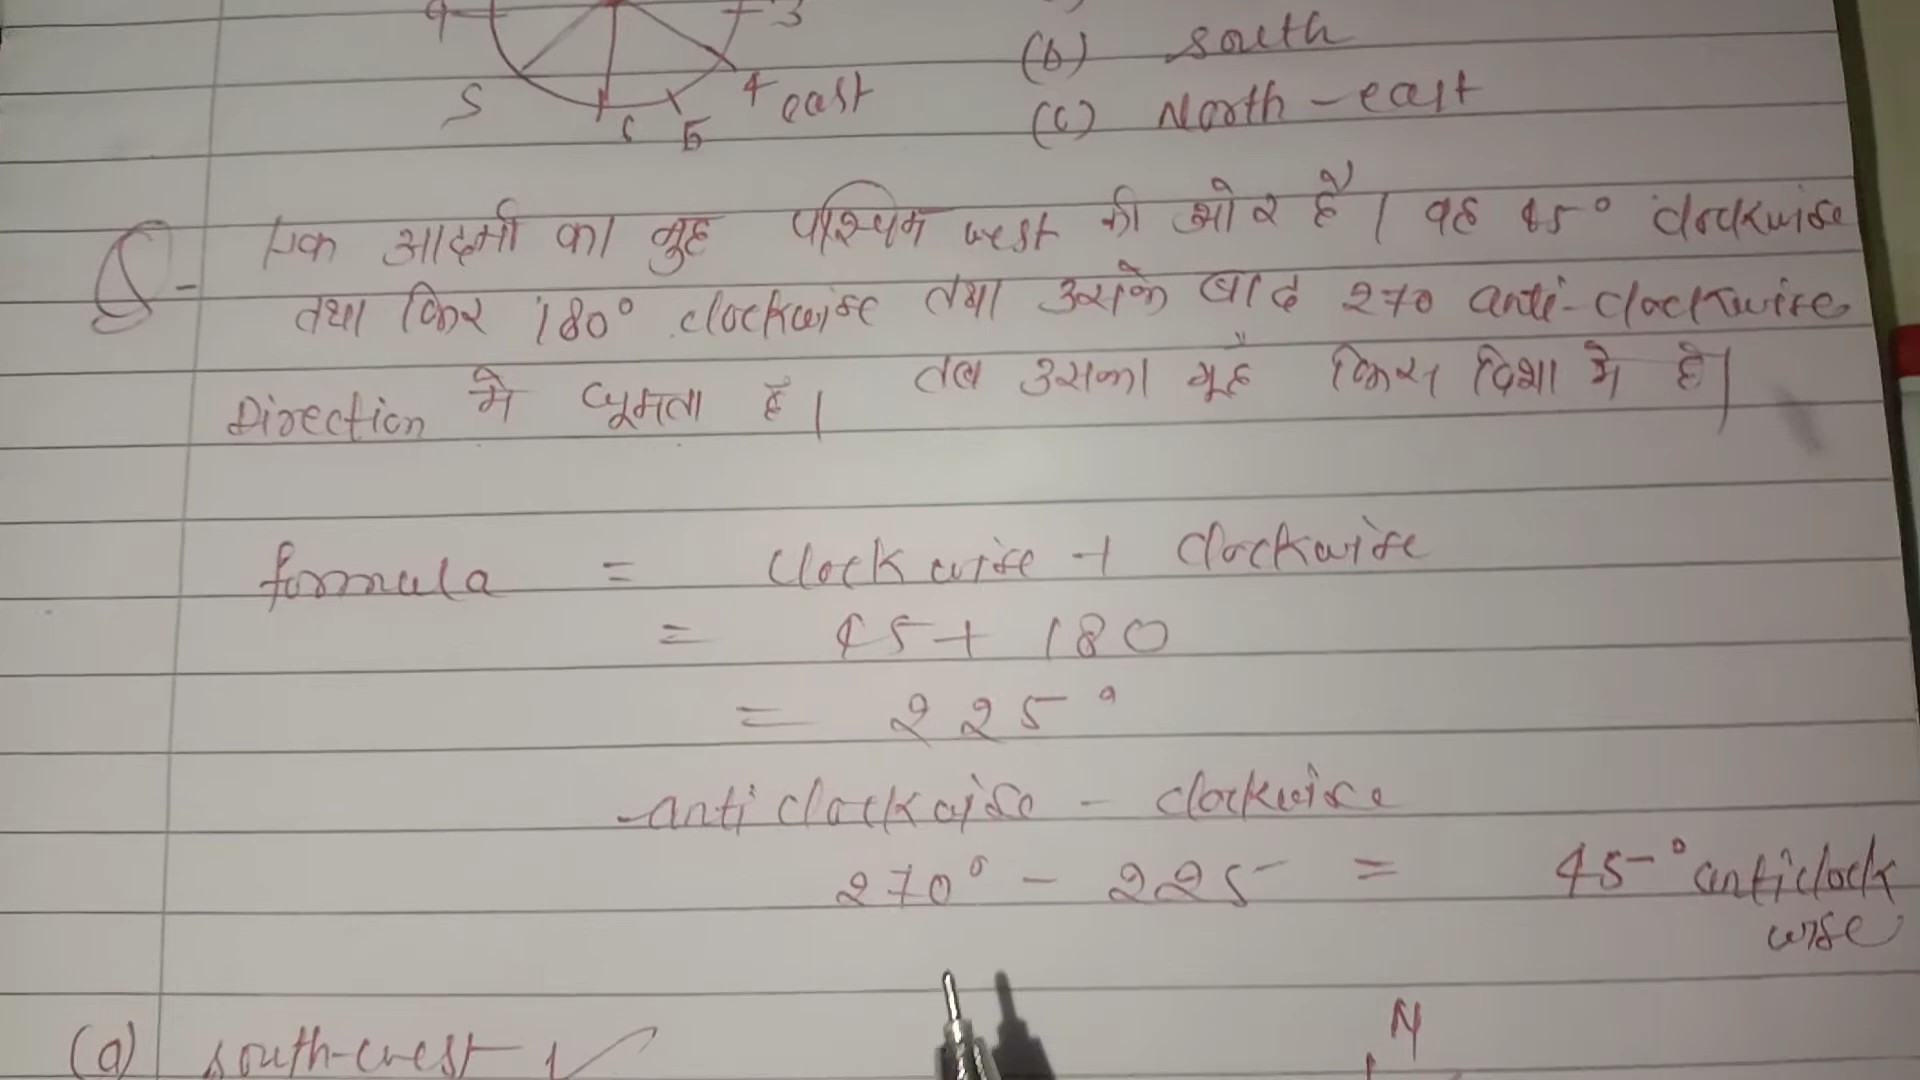 9 3
(b) south
S 6 5 4 east
(c) North-east
Q- एक आदमी का मुह पश्चिम west की ओर है। वह 45° clockwise
तथा फिर 180° clockwise तथा उसके बाद 270 anti-clockwise
Direction मे घूमता है। तब उसका मुहँ किस दिशा मे है।
formula = clockwise + clockwise
= 45+ 180
= 225°
anticlockwise - clockwise
270° - 225 = 45° anticlock
wise
N
(a) south-west ✓